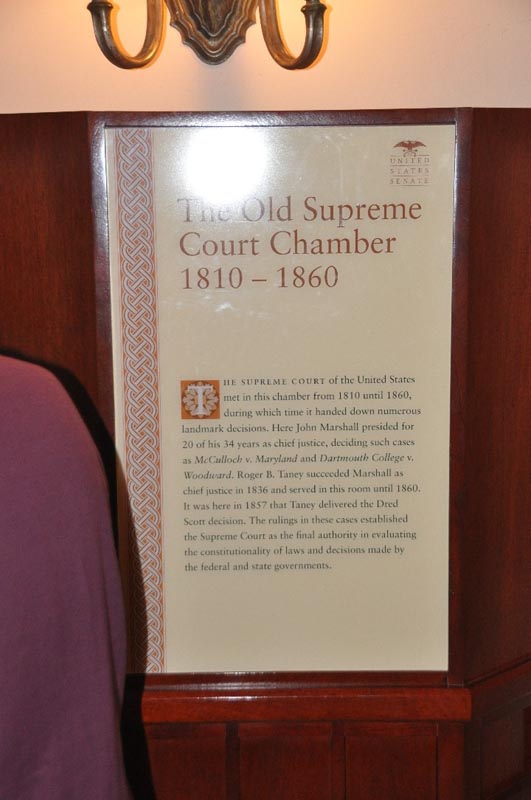 UNITED
STATES
SENATE
The Old Supreme
Court Chamber
1810 – 1860
THE SUPREME COURT of the United States
met in this chamber from 1810 until 1860,
during which time it handed down numerous
landmark decisions. Here John Marshall presided for
20 of his 34 years as chief justice, deciding such cases
as McCulloch v. Maryland and Dartmouth College v.
Woodward. Roger B. Taney succeeded Marshall as
chief justice in 1836 and served in this room until 1860.
It was here in 1857 that Taney delivered the Dred
Scott decision. The rulings in these cases established
the Supreme Court as the final authority in evaluating
the constitutionality of laws and decisions made by
the federal and state governments.